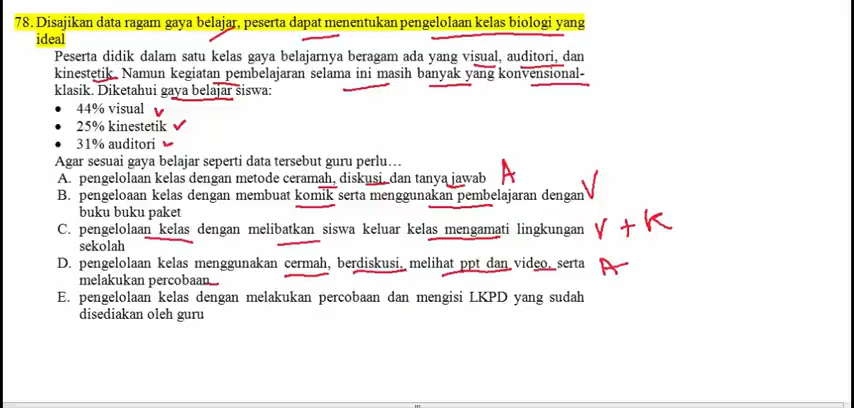 78. Disajikan data ragam gaya belajar, peserta dapat menentukan pengelolaan kelas biologi yang
ideal
Peserta didik dalam satu kelas gaya belajarnya beragam ada yang visual, auditori, dan
kinestetik. Namun kegiatan pembelajaran selama ini masih banyak yang konvensional-
klasik. Diketahui gaya belajar siswa:
• 44% visual V
• 25% kinestetik ✓
• 31% auditori ✓
Agar sesuai gaya belajar seperti data tersebut guru perlu…
A. pengelolaan kelas dengan metode ceramah, diskusi, dan tanya jawab A
B. pengeloaan kelas dengan membuat komik serta menggunakan pembelajaran dengan V
buku buku paket
C. pengelolaan kelas dengan melibatkan siswa keluar kelas mengamati lingkungan V + K
sekolah
D. pengelolaan kelas menggunakan cermah, berdiskusi, melihat ppt dan video, serta A
melakukan percobaan
E. pengelolaan kelas dengan melakukan percobaan dan mengisi LKPD yang sudah
disediakan oleh guru